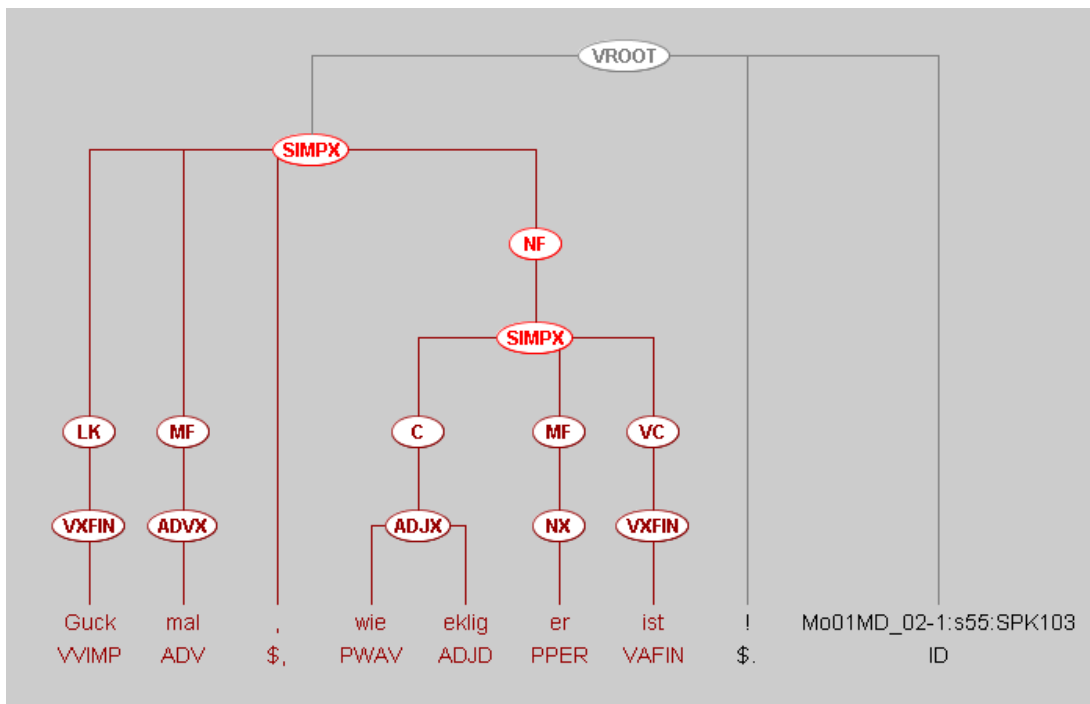 VROOT
SIMPX
NF
SIMPX
LK MF C MF VC
VXFIN ADVX ADJX NX VXFIN
Guck mal , wie eklig er ist ! Mo01MD_02-1:s55:SPK103
VVIMP ADV $, PWAV ADJD PPER VAFIN $. ID